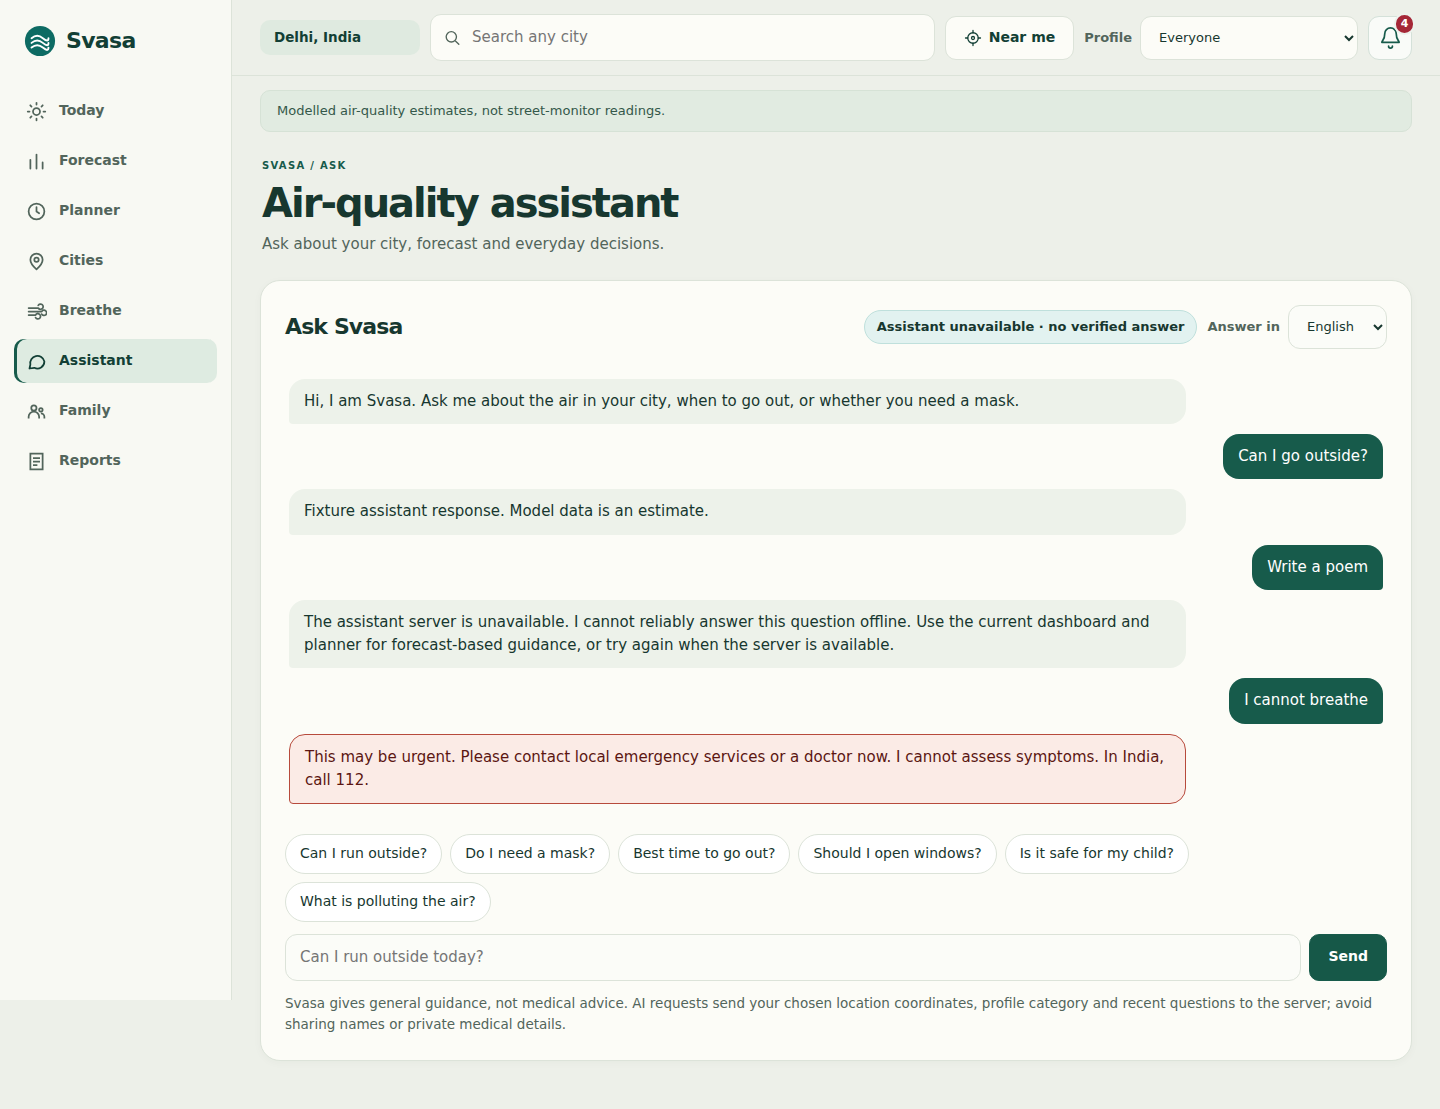 Svasa
Today
Forecast
Planner
Cities
Breathe
Assistant
Family
Reports
Delhi, India
Search any city
Near me
Profile
Everyone
4
Modelled air-quality estimates, not street-monitor readings.
SVASA / ASK
Air-quality assistant
Ask about your city, forecast and everyday decisions.
Ask Svasa
Assistant unavailable · no verified answer
Answer in
English
Hi, I am Svasa. Ask me about the air in your city, when to go out, or whether you need a mask.
Can I go outside?
Fixture assistant response. Model data is an estimate.
Write a poem
The assistant server is unavailable. I cannot reliably answer this question offline. Use the current dashboard and
planner for forecast-based guidance, or try again when the server is available.
I cannot breathe
This may be urgent. Please contact local emergency services or a doctor now. I cannot assess symptoms. In India,
call 112.
Can I run outside?
Do I need a mask?
Best time to go out?
Should I open windows?
Is it safe for my child?
What is polluting the air?
Can I run outside today?
Send
Svasa gives general guidance, not medical advice. AI requests send your chosen location coordinates, profile category and recent questions to the server; avoid
sharing names or private medical details.